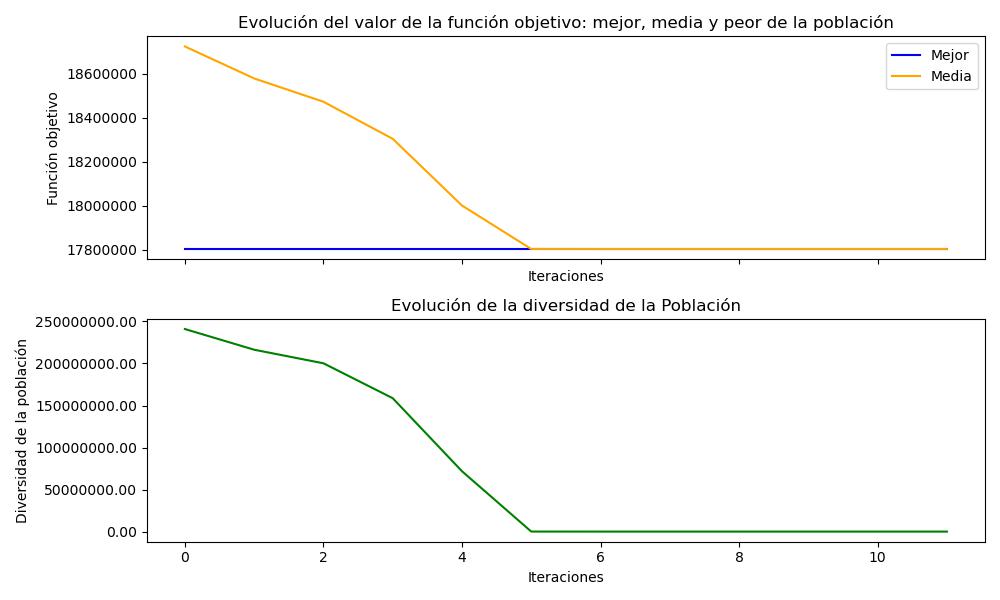 Evolución del valor de la función objetivo: mejor, media y peor de la población
Función objetivo
18600000
18400000
18200000
18000000
17800000
Mejor
Media
Iteraciones
Evolución de la diversidad de la Población
Diversidad de la población
250000000.00
200000000.00
150000000.00
100000000.00
50000000.00
0.00
0 2 4 6 8 10
Iteraciones